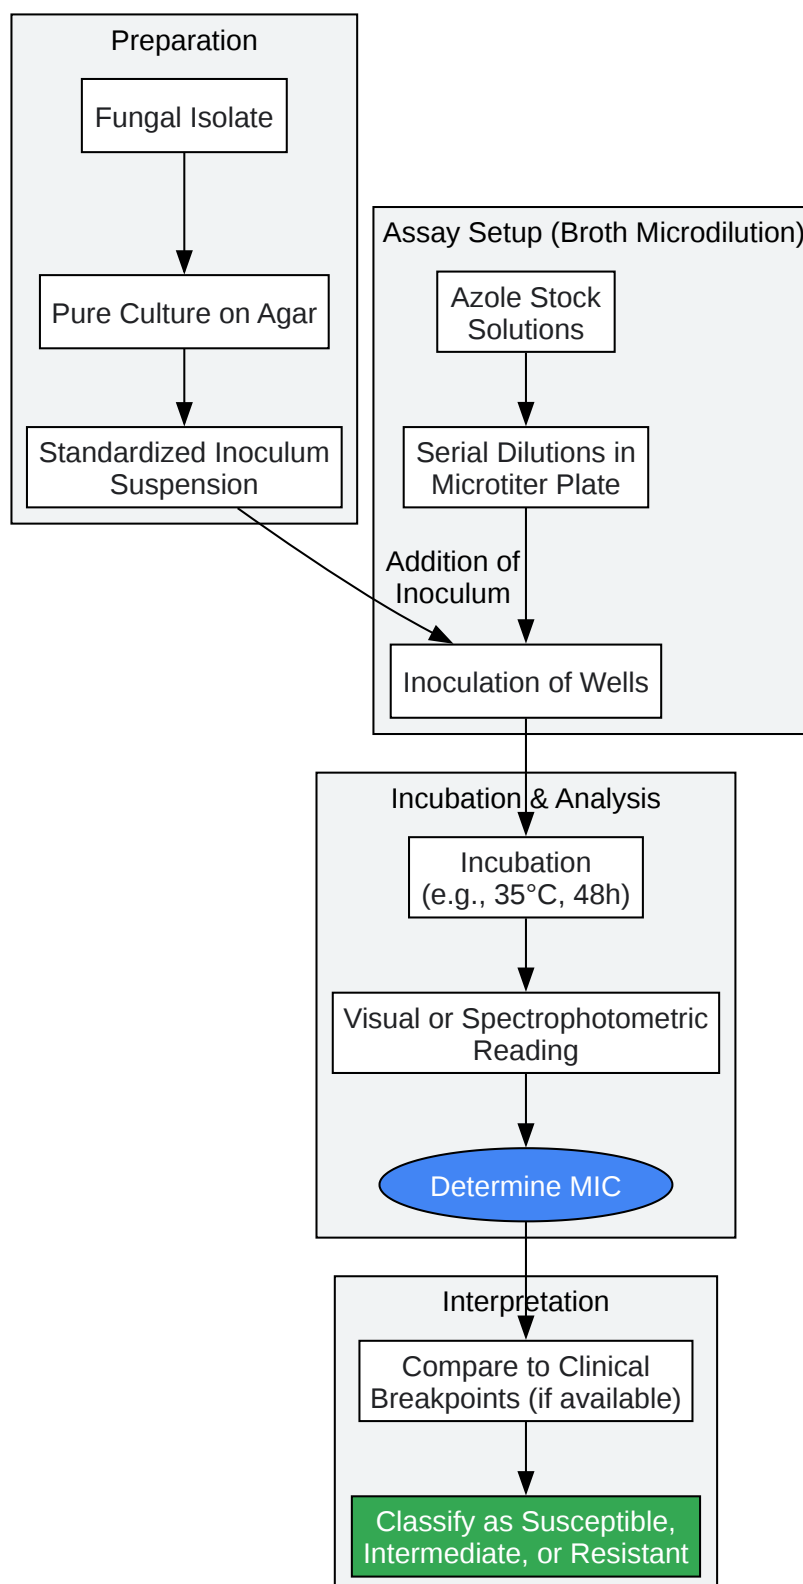 Preparation
Fungal Isolate
Pure Culture on Agar
Standardized Inoculum
Suspension
Assay Setup (Broth Microdilution)
Azole Stock
Solutions
Serial Dilutions in
Microtiter Plate
Addition of
Inoculum
Inoculation of Wells
Incubation & Analysis
Incubation
(e.g., 35°C, 48h)
Visual or Spectrophotometric
Reading
Determine MIC
Interpretation
Compare to Clinical
Breakpoints (if available)
Classify as Susceptible,
Intermediate, or Resistant